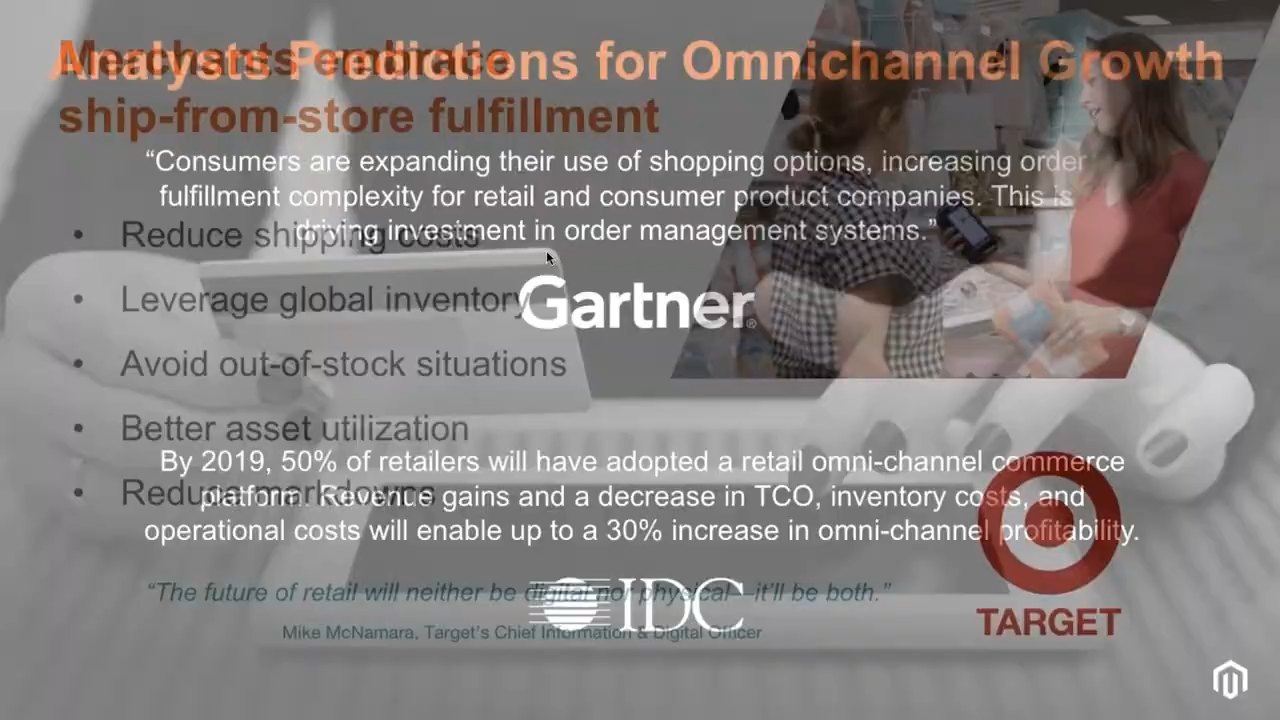 Analysts Predictions for Omnichannel Growth
Merchants embrace
ship-from-store fulfillment
“Consumers are expanding their use of shopping options, increasing order
fulfillment complexity for retail and consumer product companies. This is
driving investment in order management systems.”
• Reduce shipping costs
• Leverage global inventory
Gartner®
• Avoid out-of-stock situations
• Better asset utilization
By 2019, 50% of retailers will have adopted a retail omni-channel commerce
platform. Revenue gains and a decrease in TCO, inventory costs, and
operational costs will enable up to a 30% increase in omni-channel profitability.
• Reduce markdowns
“The future of retail will neither be digital nor physical—it’ll be both.”
IDC
Mike McNamara, Target’s Chief Information & Digital Officer
TARGET